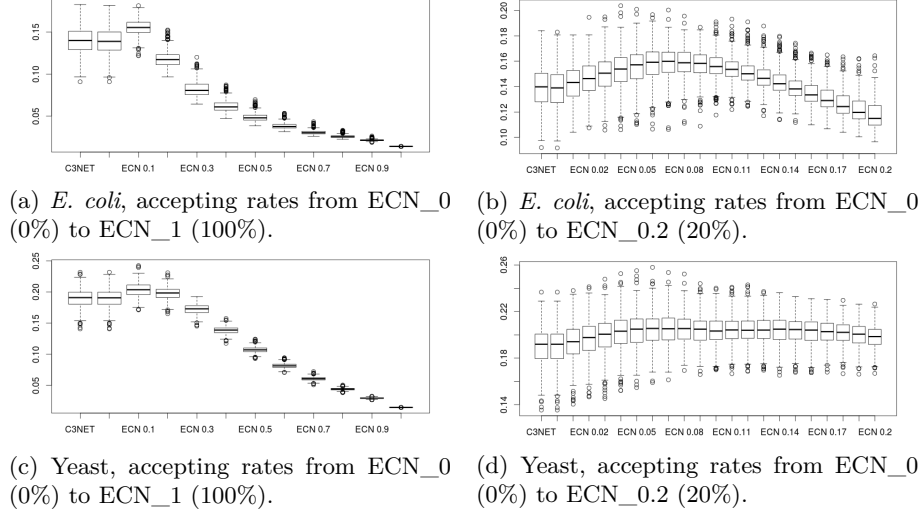 0.05 0.10 0.15
C3NET ECN 0.1 ECN 0.3 ECN 0.5 ECN 0.7 ECN 0.9
(a) E. coli, accepting rates from ECN_0
(0%) to ECN_1 (100%).
0.10 0.12 0.14 0.16 0.18 0.20
C3NET ECN 0.02 ECN 0.05 ECN 0.08 ECN 0.11 ECN 0.14 ECN 0.17 ECN 0.2
(b) E. coli, accepting rates from ECN_0
(0%) to ECN_0.2 (20%).
0.05 0.10 0.15 0.20 0.25
C3NET ECN 0.1 ECN 0.3 ECN 0.5 ECN 0.7 ECN 0.9
(c) Yeast, accepting rates from ECN_0
(0%) to ECN_1 (100%).
0.14 0.18 0.22 0.26
C3NET ECN 0.02 ECN 0.05 ECN 0.08 ECN 0.11 ECN 0.14 ECN 0.17 ECN 0.2
(d) Yeast, accepting rates from ECN_0
(0%) to ECN_0.2 (20%).